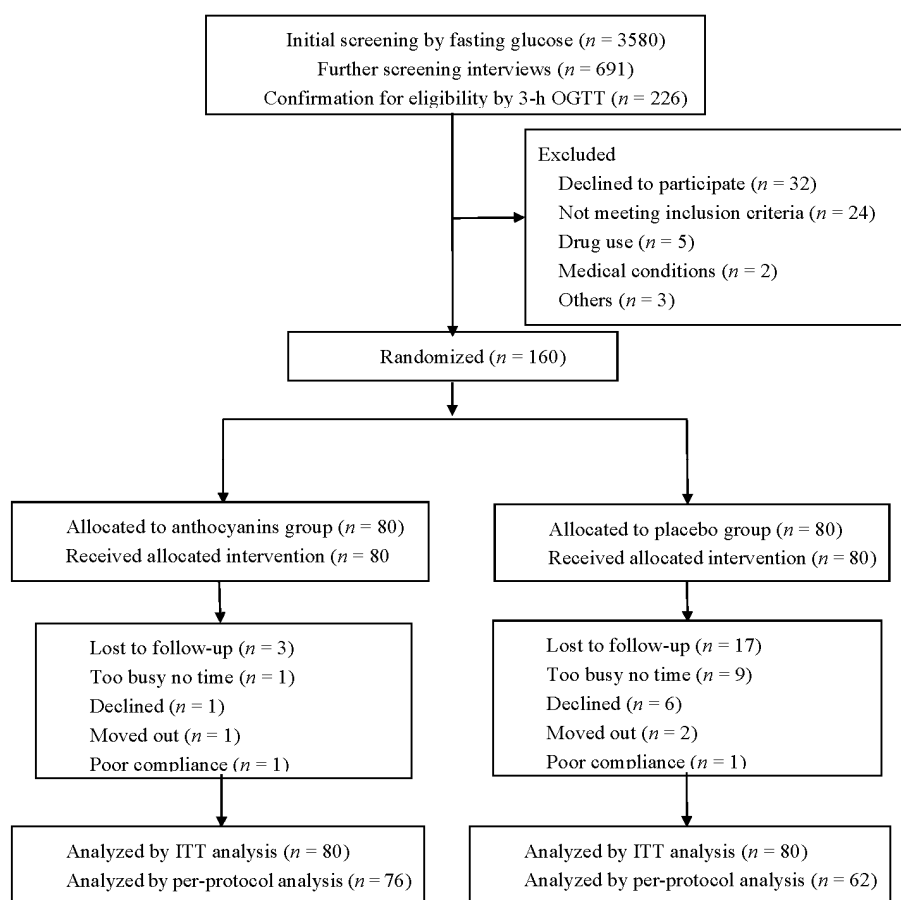 Initial screening by fasting glucose (n = 3580)
Further screening interviews (n = 691)
Confirmation for eligibility by 3-h OGTT (n = 226)
Excluded
Declined to participate (n = 32)
Not meeting inclusion criteria (n = 24)
Drug use (n = 5)
Medical conditions (n = 2)
Others (n = 3)
Randomized (n = 160)
Allocated to anthocyanins group (n = 80)
Received allocated intervention (n = 80
Allocated to placebo group (n = 80)
Received allocated intervention (n = 80)
Lost to follow-up (n = 3)
Too busy no time (n = 1)
Declined (n = 1)
Moved out (n = 1)
Poor compliance (n = 1)
Lost to follow-up (n = 17)
Too busy no time (n = 9)
Declined (n = 6)
Moved out (n = 2)
Poor compliance (n = 1)
Analyzed by ITT analysis (n = 80)
Analyzed by per-protocol analysis (n = 76)
Analyzed by ITT analysis (n = 80)
Analyzed by per-protocol analysis (n = 62)